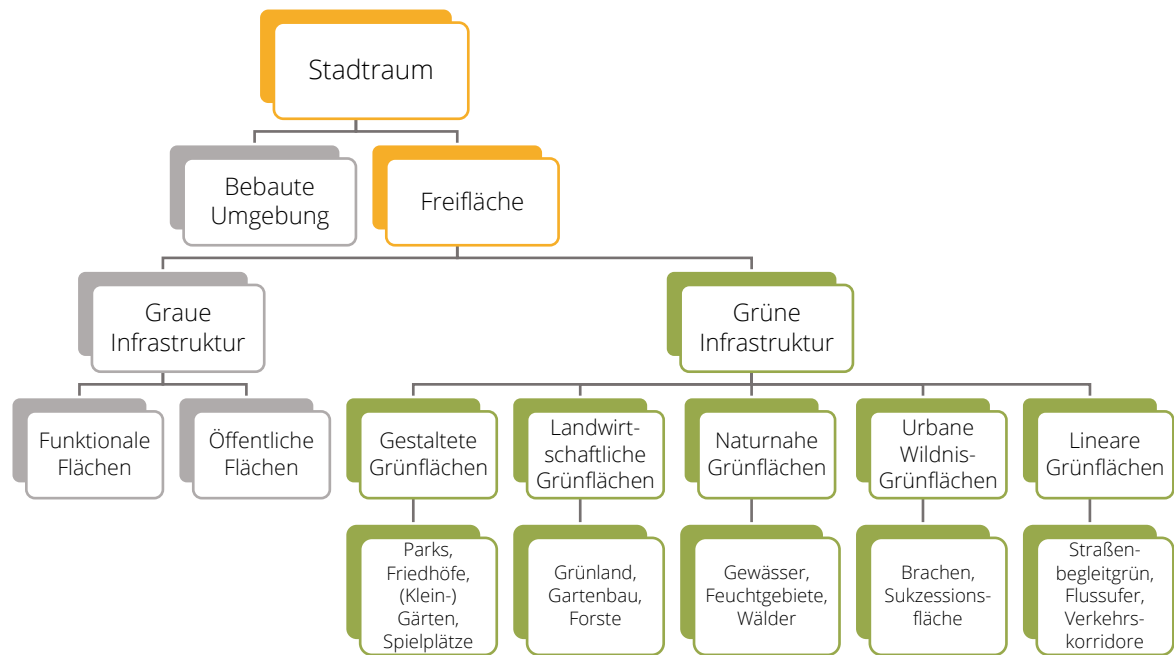 Stadtraum
Bebaute
Umgebung
Freifläche
Graue
Infrastruktur
Grüne
Infrastruktur
Funktionale
Flächen
Öffentliche
Flächen
Gestaltete
Grünflächen
Landwirt-
schaftliche
Grünflächen
Naturnahe
Grünflächen
Urbane
Wildnis-
Grünflächen
Lineare
Grünflächen
Parks,
Friedhöfe,
(Klein-)
Gärten,
Spielplätze
Grünland,
Gartenbau,
Forste
Gewässer,
Feuchtgebiete,
Wälder
Brachen,
Sukzessions-
fläche
Straßen-
begleitgrün,
Flussufer,
Verkehrs-
korridore